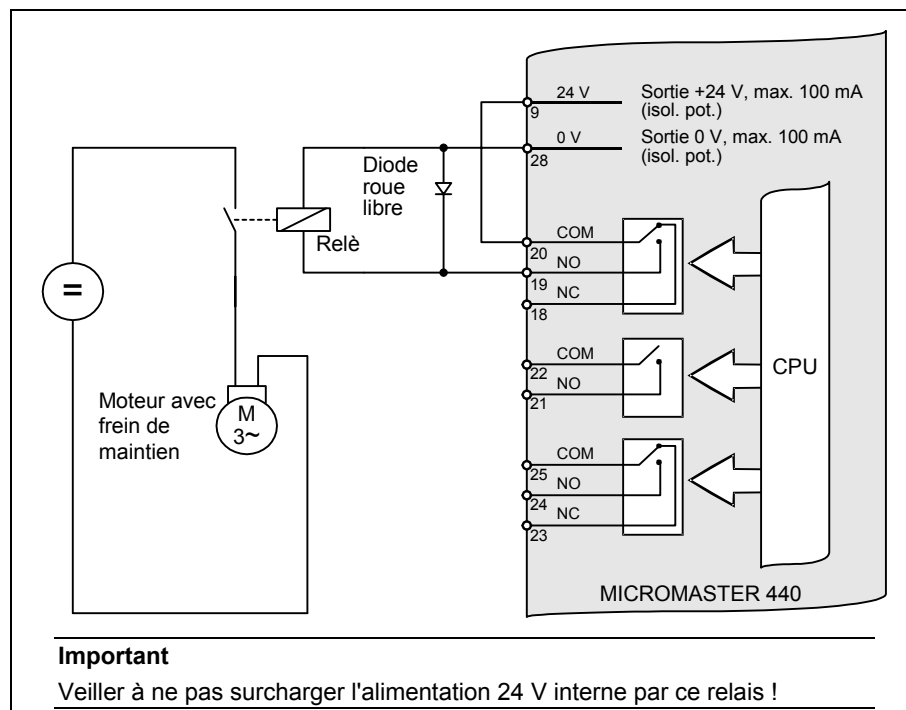 24 V
Sortie +24 V, max. 100 mA
(isol. pot.)
9
0 V
Sortie 0 V, max. 100 mA
(isol. pot.)
28
Diode
roue
libre
Relè
COM
20
NO
19
NC
18
=
COM
22
NO
21
CPU
Moteur avec
frein de
maintien
M
3~
COM
25
NO
24
NC
23
MICROMASTER 440
Important
Veiller à ne pas surcharger l'alimentation 24 V interne par ce relais !